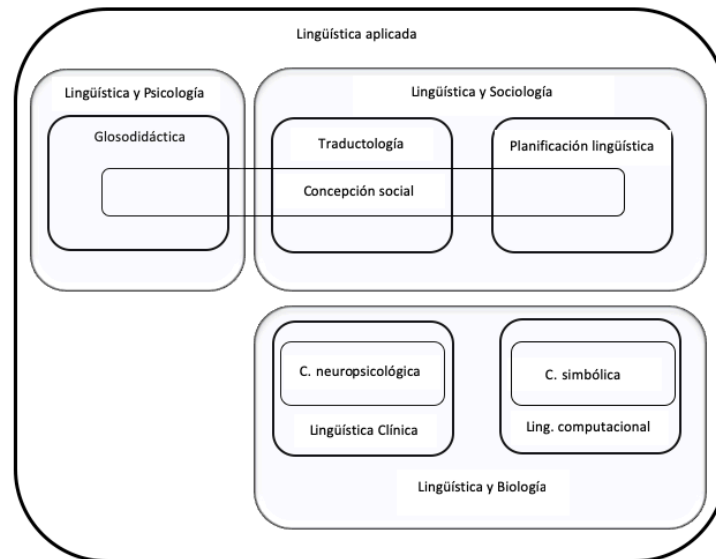 Lingüística aplicada
Lingüística y Psicología
Lingüística y Sociología
Glosodidáctica
Traductología
Planificación lingüística
Concepción social
C. neuropsicológica
C. simbólica
Lingüística Clínica
Ling. computacional
Lingüística y Biología